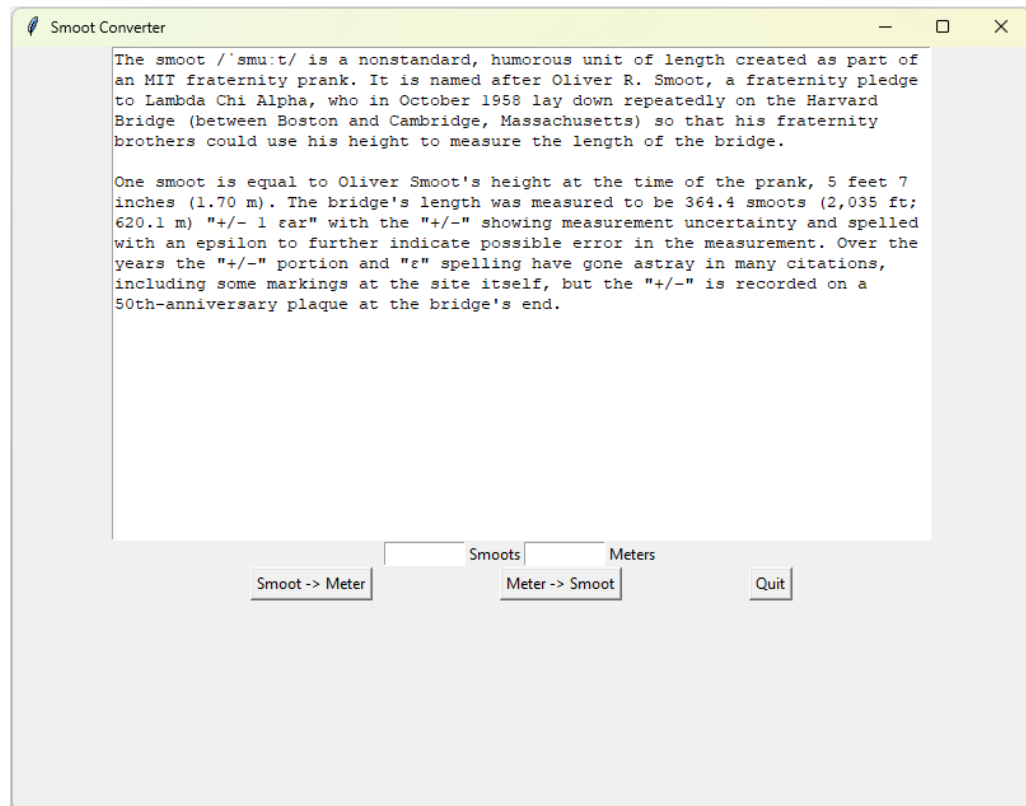 Smoot Converter
The smoot /ˈsmuːt/ is a nonstandard, humorous unit of length created as part of
an MIT fraternity prank. It is named after Oliver R. Smoot, a fraternity pledge
to Lambda Chi Alpha, who in October 1958 lay down repeatedly on the Harvard
Bridge (between Boston and Cambridge, Massachusetts) so that his fraternity
brothers could use his height to measure the length of the bridge.
One smoot is equal to Oliver Smoot's height at the time of the prank, 5 feet 7
inches (1.70 m). The bridge's length was measured to be 364.4 smoots (2,035 ft;
620.1 m) "+/- 1 εar" with the "+/-" showing measurement uncertainty and spelled
with an epsilon to further indicate possible error in the measurement. Over the
years the "+/-" portion and "ε" spelling have gone astray in many citations,
including some markings at the site itself, but the "+/-" is recorded on a
50th-anniversary plaque at the bridge's end.
Smoots Meters
Smoot -> Meter Meter -> Smoot Quit